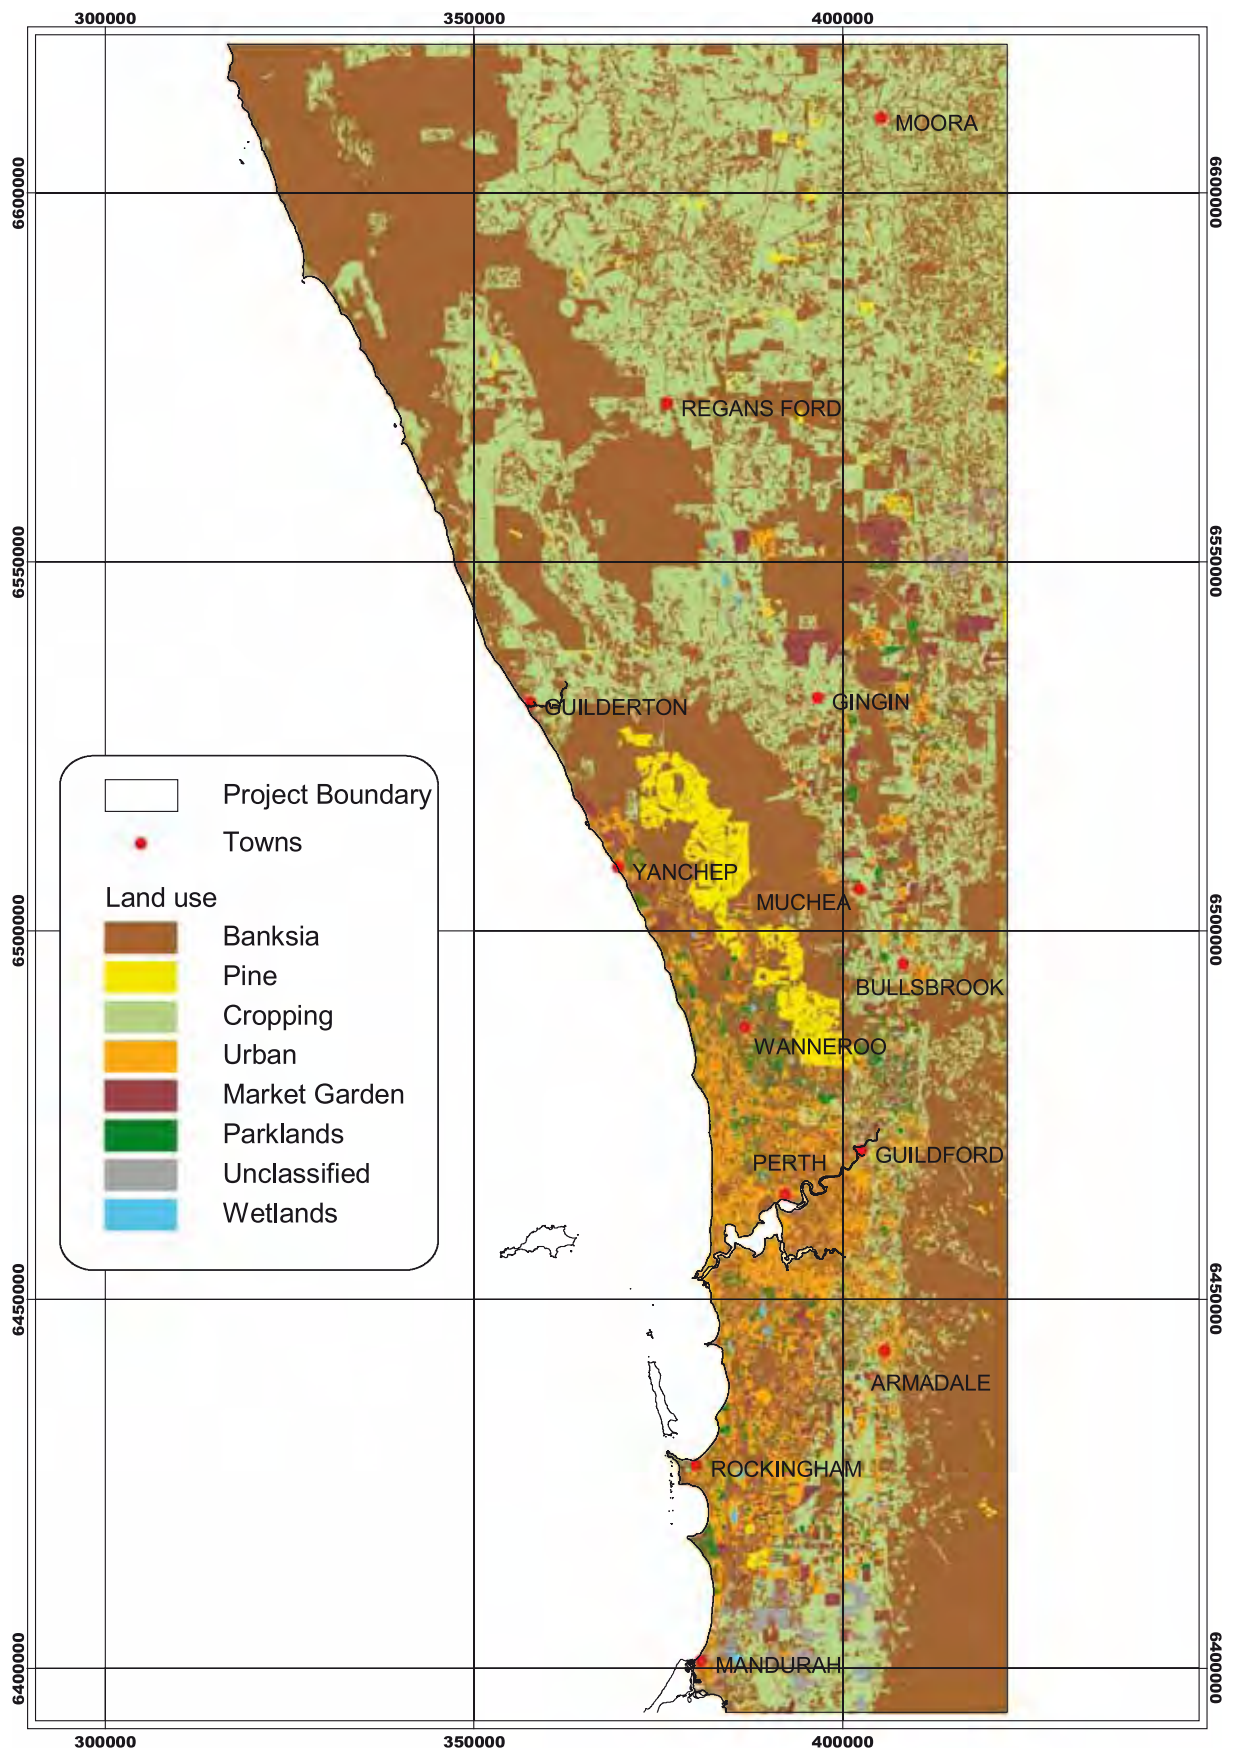 300000
350000
400000
MOORA
6600000
6600000
REGANS FORD
6550000
6550000
GUILDERTON
GINGIN
Project Boundary
Towns
YANCHEP
MUCHEA
Land use
Banksia
6500000
6500000
Pine
BULLSBROOK
Cropping
Urban
WANNEROO
Market Garden
Parklands
GUILDFORD
PERTH
Unclassified
Wetlands
6450000
6450000
ARMADALE
ROCKINGHAM
6400000
6400000
MANDURAH
300000
350000
400000